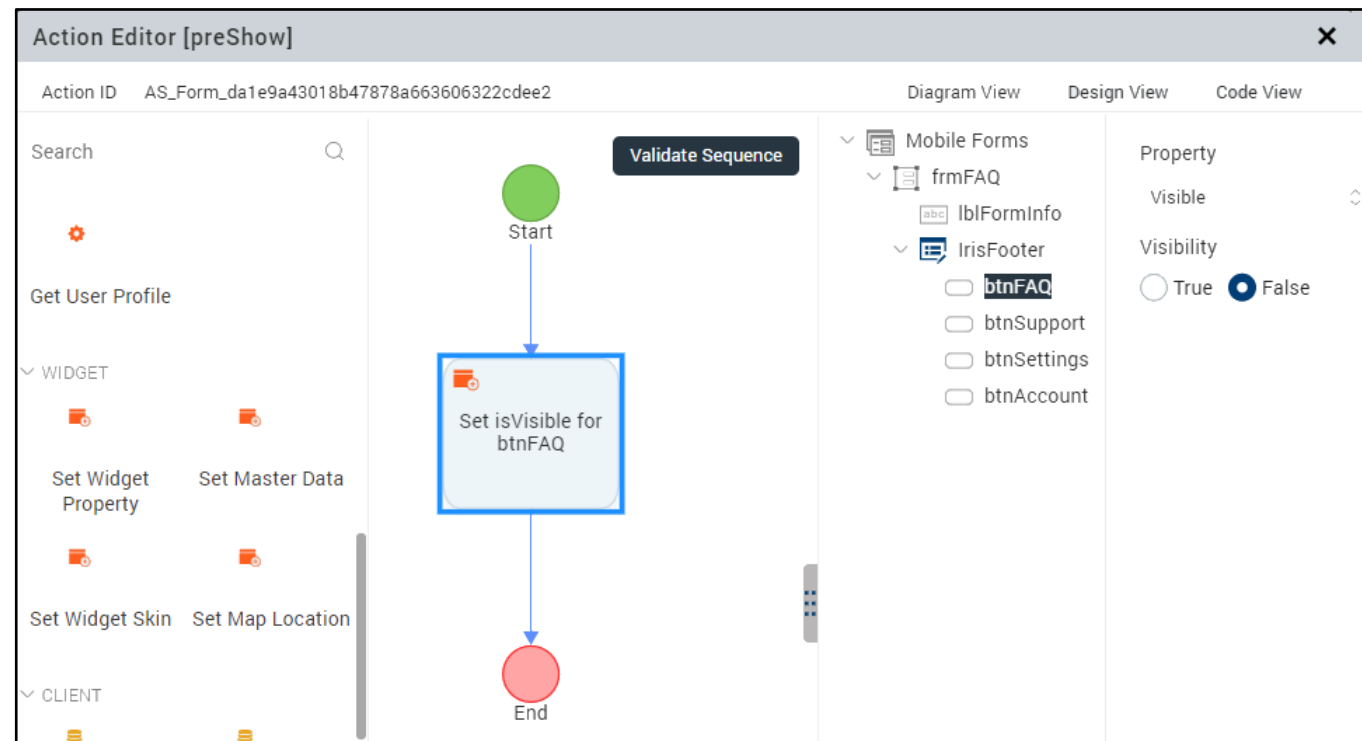 Action Editor [preShow]
Action ID AS_Form_da1e9a43018b47878a663606322cdee2
Diagram View Design View Code View
Search
Get User Profile
WIDGET
Set Widget
Property
Set Master Data
Set Widget Skin
Set Map Location
CLIENT
Validate Sequence
Start
Set isVisible for
btnFAQ
End
Mobile Forms
frmFAQ
abc lblFormInfo
IrisFooter
btnFAQ
btnSupport
btnSettings
btnAccount
Property
Visible
Visibility
True False